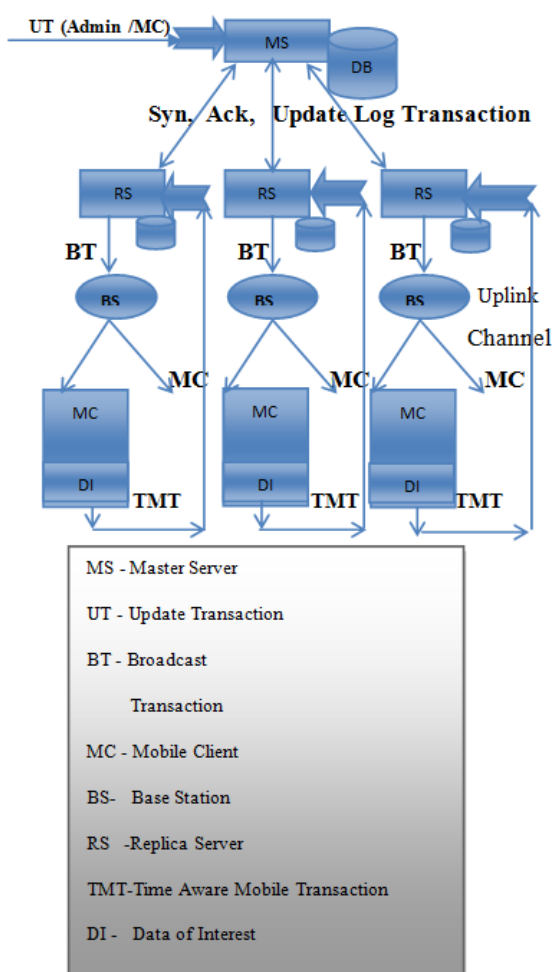 UT (Admin /MC)
MS
DB
Syn, Ack, Update Log Transaction
RS RS RS
BT BT BT
BS BS BS Uplink
Channel
MC MC MC
MC MC MC
DI DI DI
TMT TMT TMT
MS - Master Server
UT - Update Transaction
BT - Broadcast
Transaction
MC - Mobile Client
BS- Base Station
RS -Replica Server
TMT-Time Aware Mobile Transaction
DI - Data of Interest